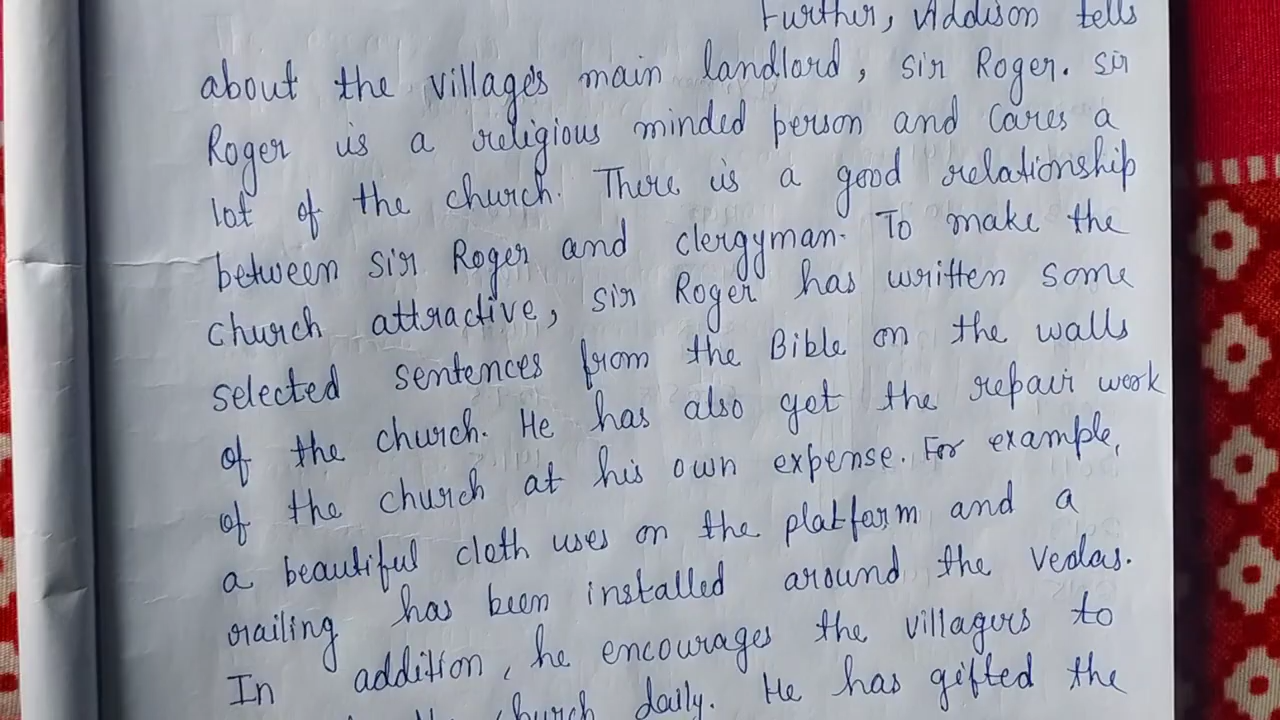 Further, Addison tells
about the village's main landlord, sir Roger. sir
Roger is a religious minded person and cares a
lot of the church. There is a good relationship
between sir Roger and clergyman. To make the
church attractive, sir Roger has written some
selected sentences from the Bible on the walls
of the church. He has also get the repair work
of the church at his own expense. For example,
a beautiful cloth uses on the platform and a
railing has been installed around the Vedas.
In addition, he encourages the villagers to
church daily. He has gifted the